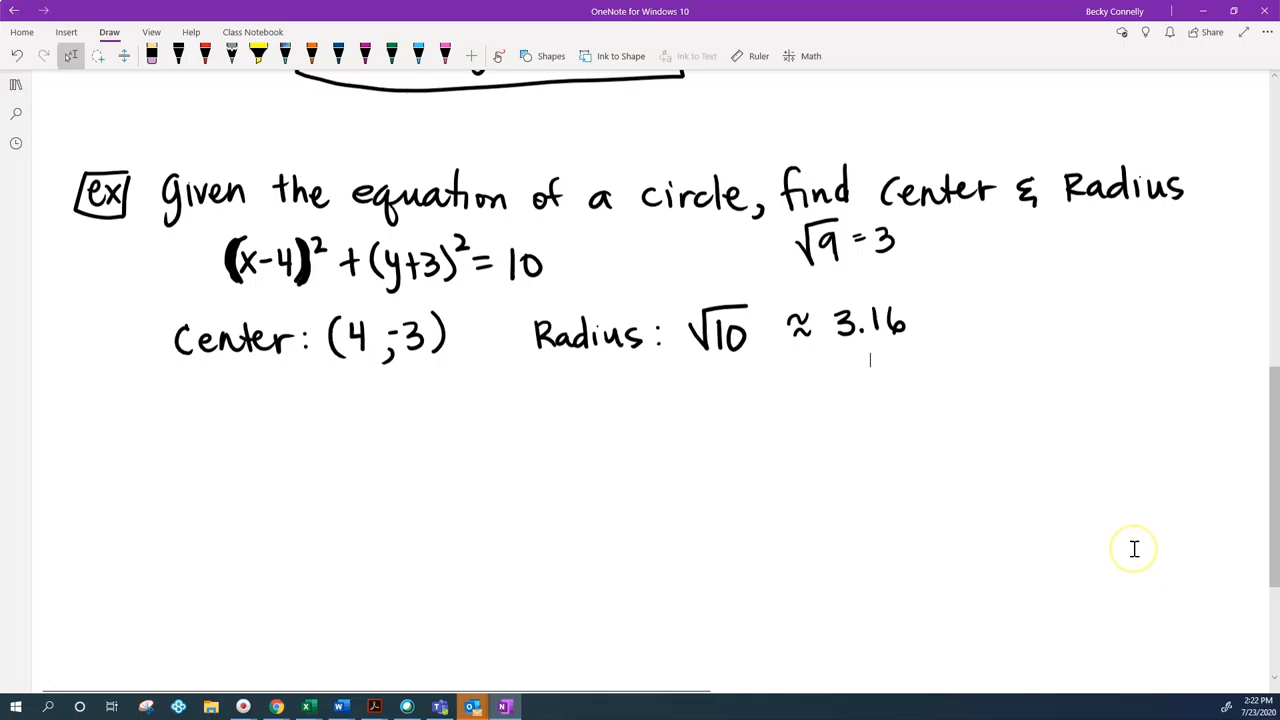 OneNote for Windows 10
Becky Connelly
Home Insert Draw View Help Class Notebook
Share
Shapes Ink to Shape Ink to Text Ruler Math
ex Given the equation of a circle, find Center & Radius
(x-4)² + (y+3)² = 10
√9 = 3
Center: (4, -3) Radius: √10 ≈ 3.16
2:22 PM
7/23/2020